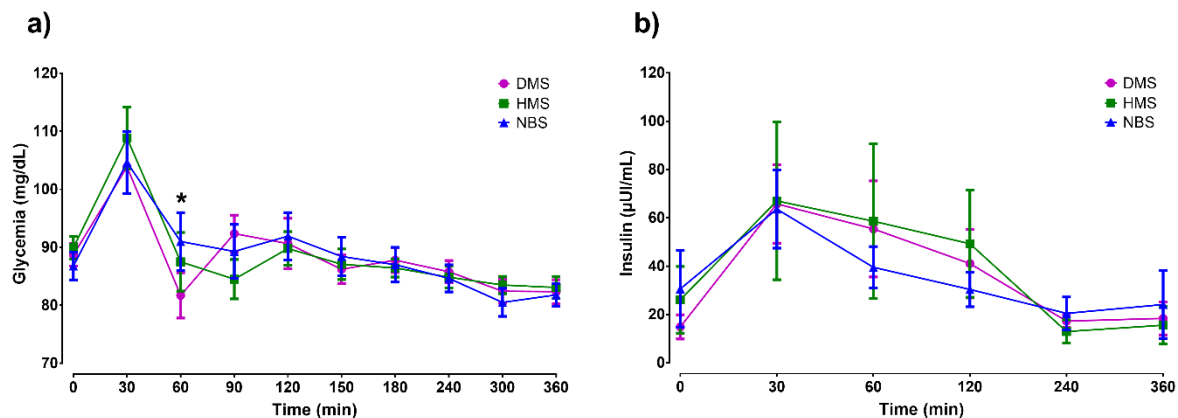 a)
120
110
100
90
80
70
Glycemia (mg/dL)
*
DMS
HMS
NBS
0 30 60 90 120 150 180 240 300 360
Time (min)
b)
120
100
80
60
40
20
0
Insulin (µUI/mL)
DMS
HMS
NBS
0 30 60 120 240 360
Time (min)